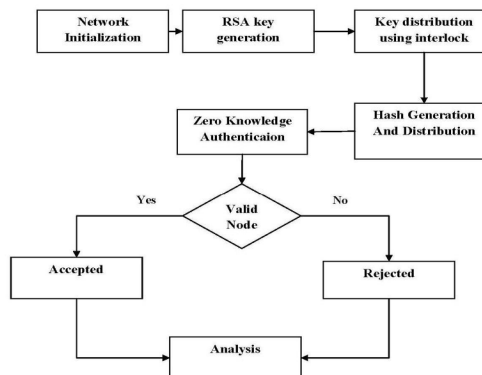 Network
Initialization
RSA key
generation
Key distribution
using interlock
Hash Generation
And Distribution
Zero Knowledge
Authenticaion
Valid
Node
Yes
No
Accepted
Rejected
Analysis